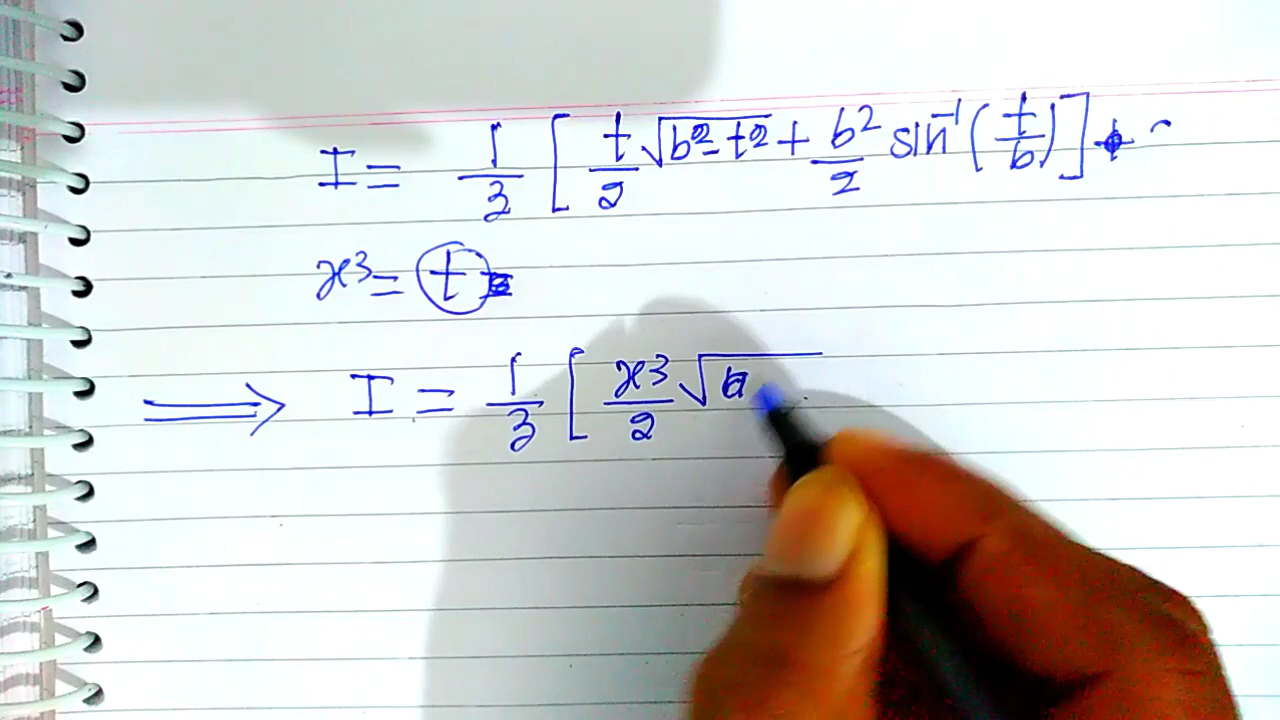 I = 1/3 [ t/2 √(b² - t²) + b²/2 sin⁻¹ (t/b) ] +
x³ = t
⟹ I = 1/3 [ x³/2 √